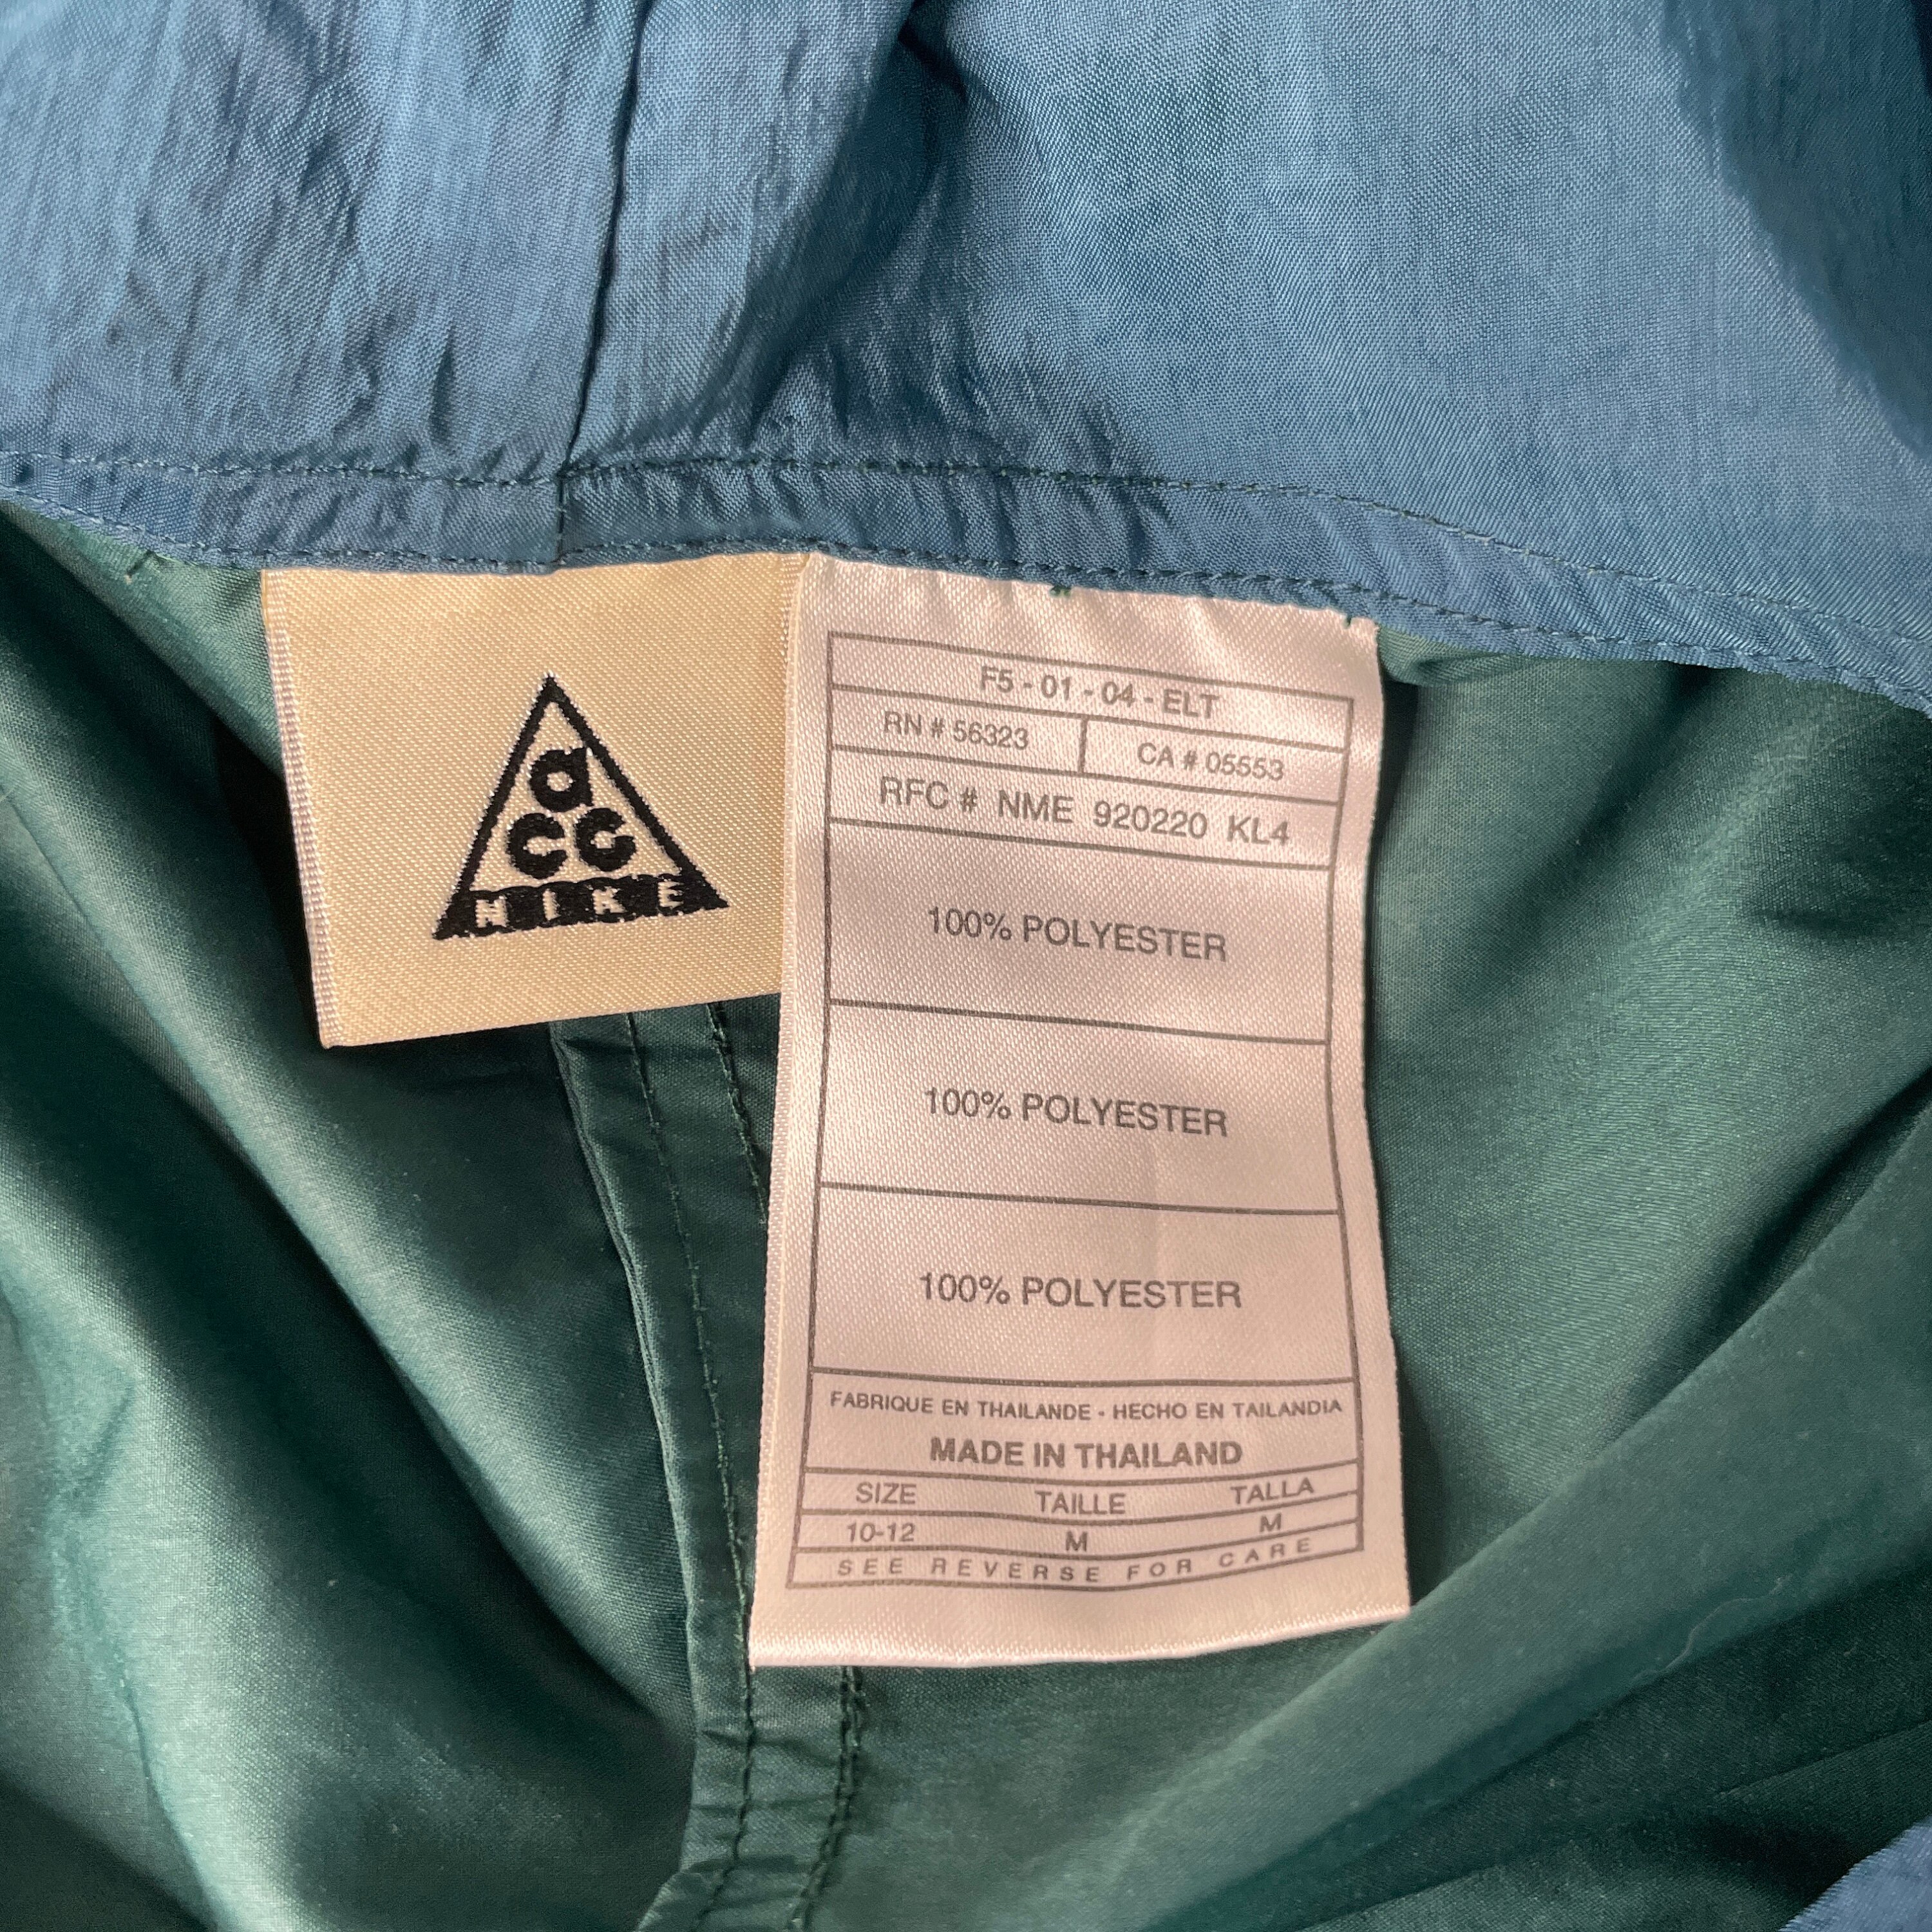 a
cg
NIKE
F5 - 01 - 04 - ELT
RN # 56323 CA # 05553
RFC # NME 920220 KL4
100% POLYESTER
100% POLYESTER
100% POLYESTER
FABRIQUE EN THAILANDE - HECHO EN TAILANDIA
MADE IN THAILAND
SIZE TAILLE TALLA
10-12 M M
SEE REVERSE FOR CARE